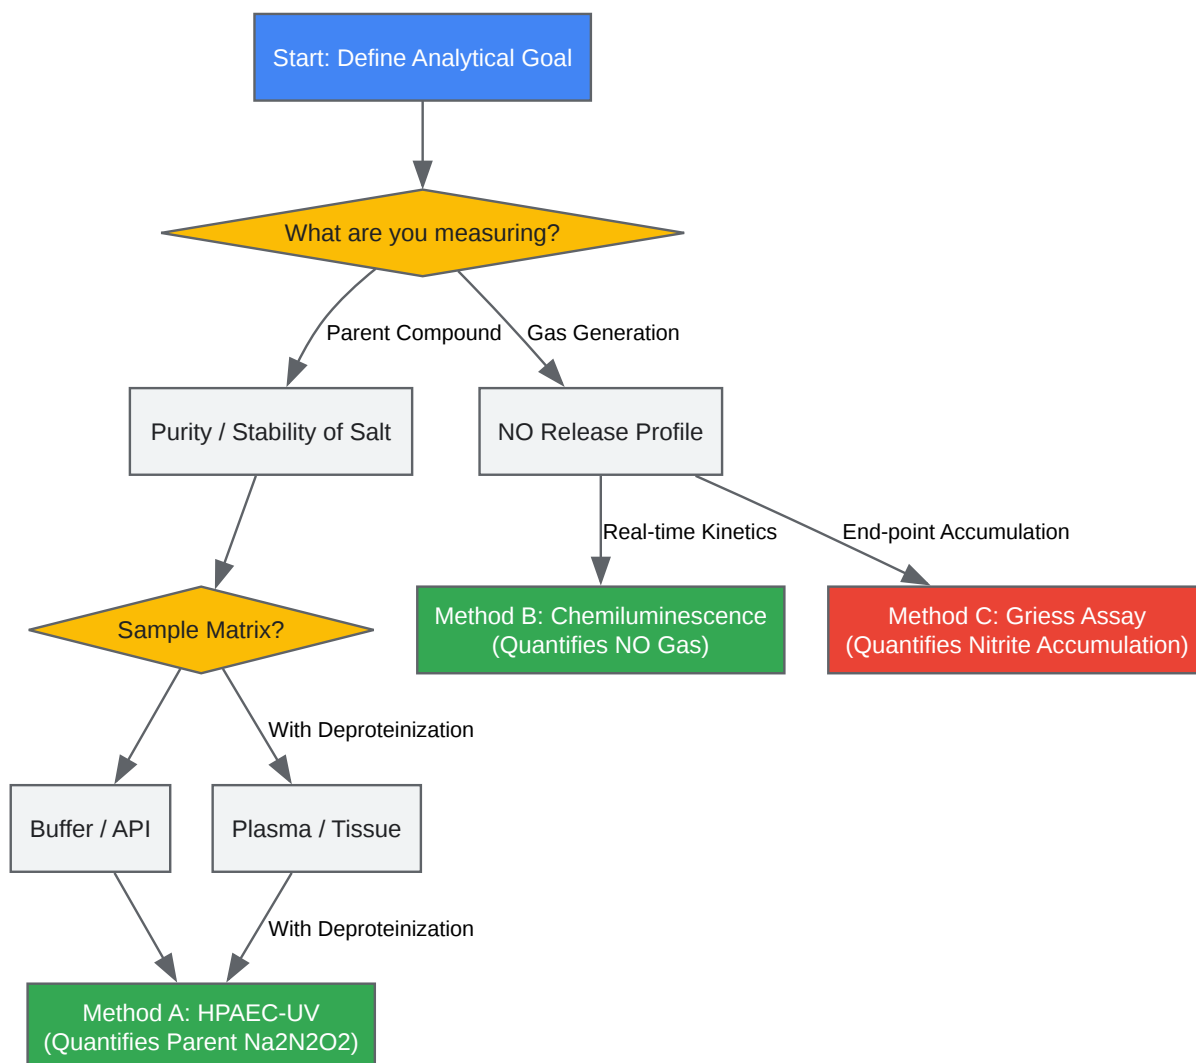 Start: Define Analytical Goal
What are you measuring?
Parent Compound
Gas Generation
Purity / Stability of Salt
NO Release Profile
Real-time Kinetics
End-point Accumulation
Sample Matrix?
Method B: Chemiluminescence
(Quantifies NO Gas)
Method C: Griess Assay
(Quantifies Nitrite Accumulation)
With Deproteinization
Buffer / API
Plasma / Tissue
With Deproteinization
Method A: HPAEC-UV
(Quantifies Parent Na2N2O2)